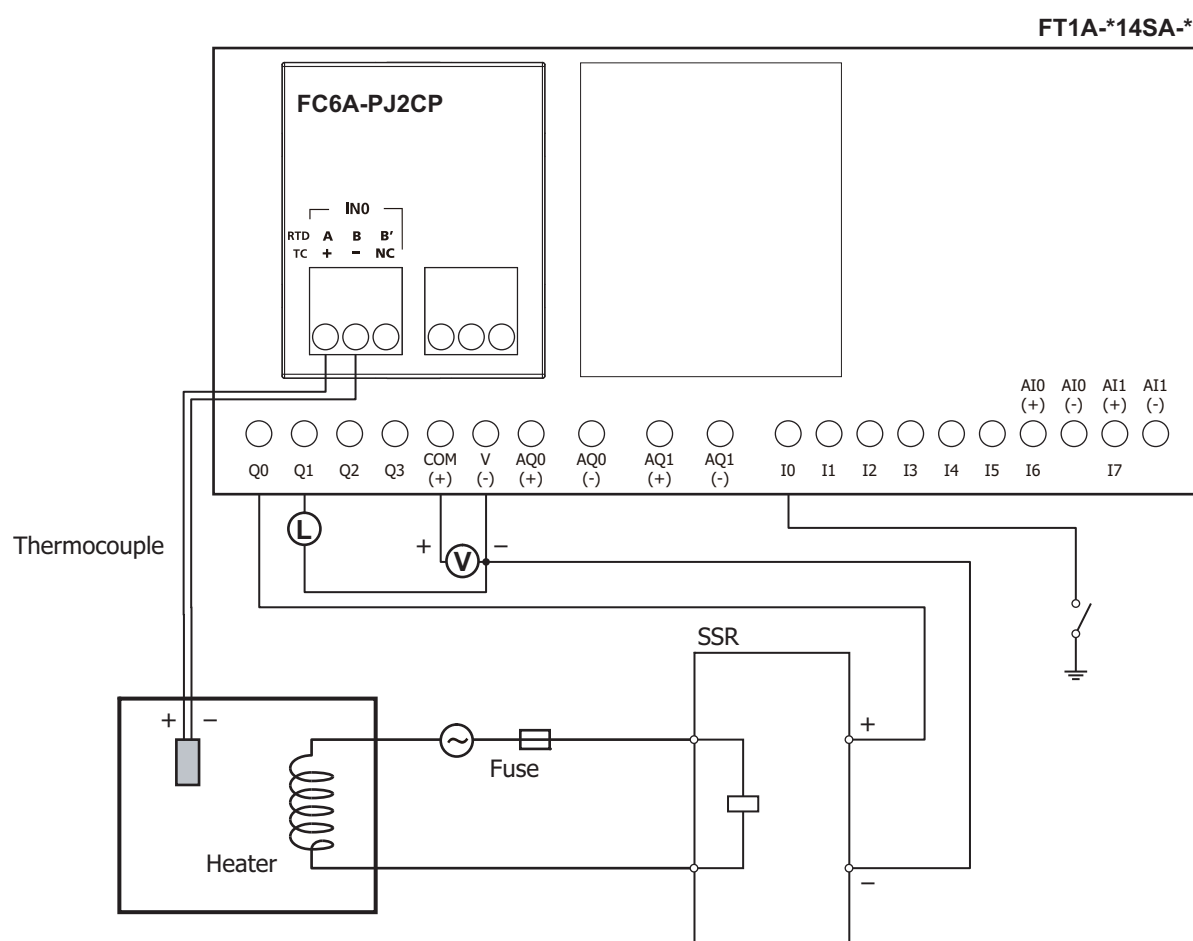 FT1A-*14SA-*
FC6A-PJ2CP
IN0
RTD A B B'
TC + - NC
AI0 AI0 AI1 AI1
(+) (-) (+) (-)
Q0 Q1 Q2 Q3 COM V AQ0 AQ0 AQ1 AQ1 I0 I1 I2 I3 I4 I5 I6 I7
(+) (-) (+) (-) (+) (-)
L
Thermocouple
+ V −
SSR
+ −
+
Fuse
Heater
−